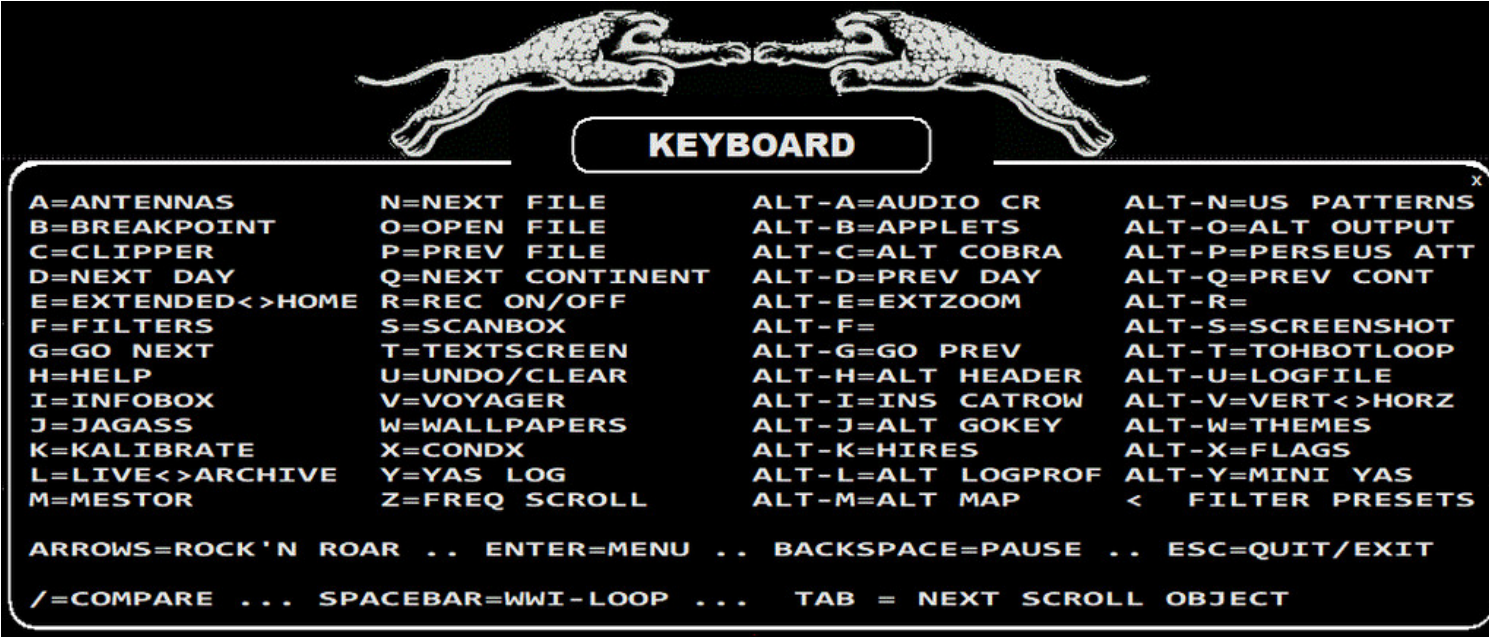 KEYBOARD
x
A=ANTENNAS N=NEXT FILE ALT-A=AUDIO CR ALT-N=US PATTERNS
B=BREAKPOINT O=OPEN FILE ALT-B=APPLETS ALT-O=ALT OUTPUT
C=CLIPPER P=PREV FILE ALT-C=ALT COBRA ALT-P=PERSEUS ATT
D=NEXT DAY Q=NEXT CONTINENT ALT-D=PREV DAY ALT-Q=PREV CONT
E=EXTENDED<>HOME R=REC ON/OFF ALT-E=EXTZOOM ALT-R=
F=FILTERS S=SCANBOX ALT-F= ALT-S=SCREENSHOT
G=GO NEXT T=TEXTSCREEN ALT-G=GO PREV ALT-T=TOHBOTLOOP
H=HELP U=UNDO/CLEAR ALT-H=ALT HEADER ALT-U=LOGFILE
I=INFOBOX V=VOYAGER ALT-I=INS CATROW ALT-V=VERT<>HORZ
J=JAGASS W=WALLPAPERS ALT-J=ALT GOKEY ALT-W=THEMES
K=KALIBRATE X=CONDX ALT-K=HIRES ALT-X=FLAGS
L=LIVE<>ARCHIVE Y=YAS LOG ALT-L=ALT LOGPROF ALT-Y=MINI YAS
M=MESTOR Z=FREQ SCROLL ALT-M=ALT MAP < FILTER PRESETS
ARROWS=ROCK'N ROAR .. ENTER=MENU .. BACKSPACE=PAUSE .. ESC=QUIT/EXIT
/=COMPARE ... SPACEBAR=WWI-LOOP ... TAB = NEXT SCROLL OBJECT